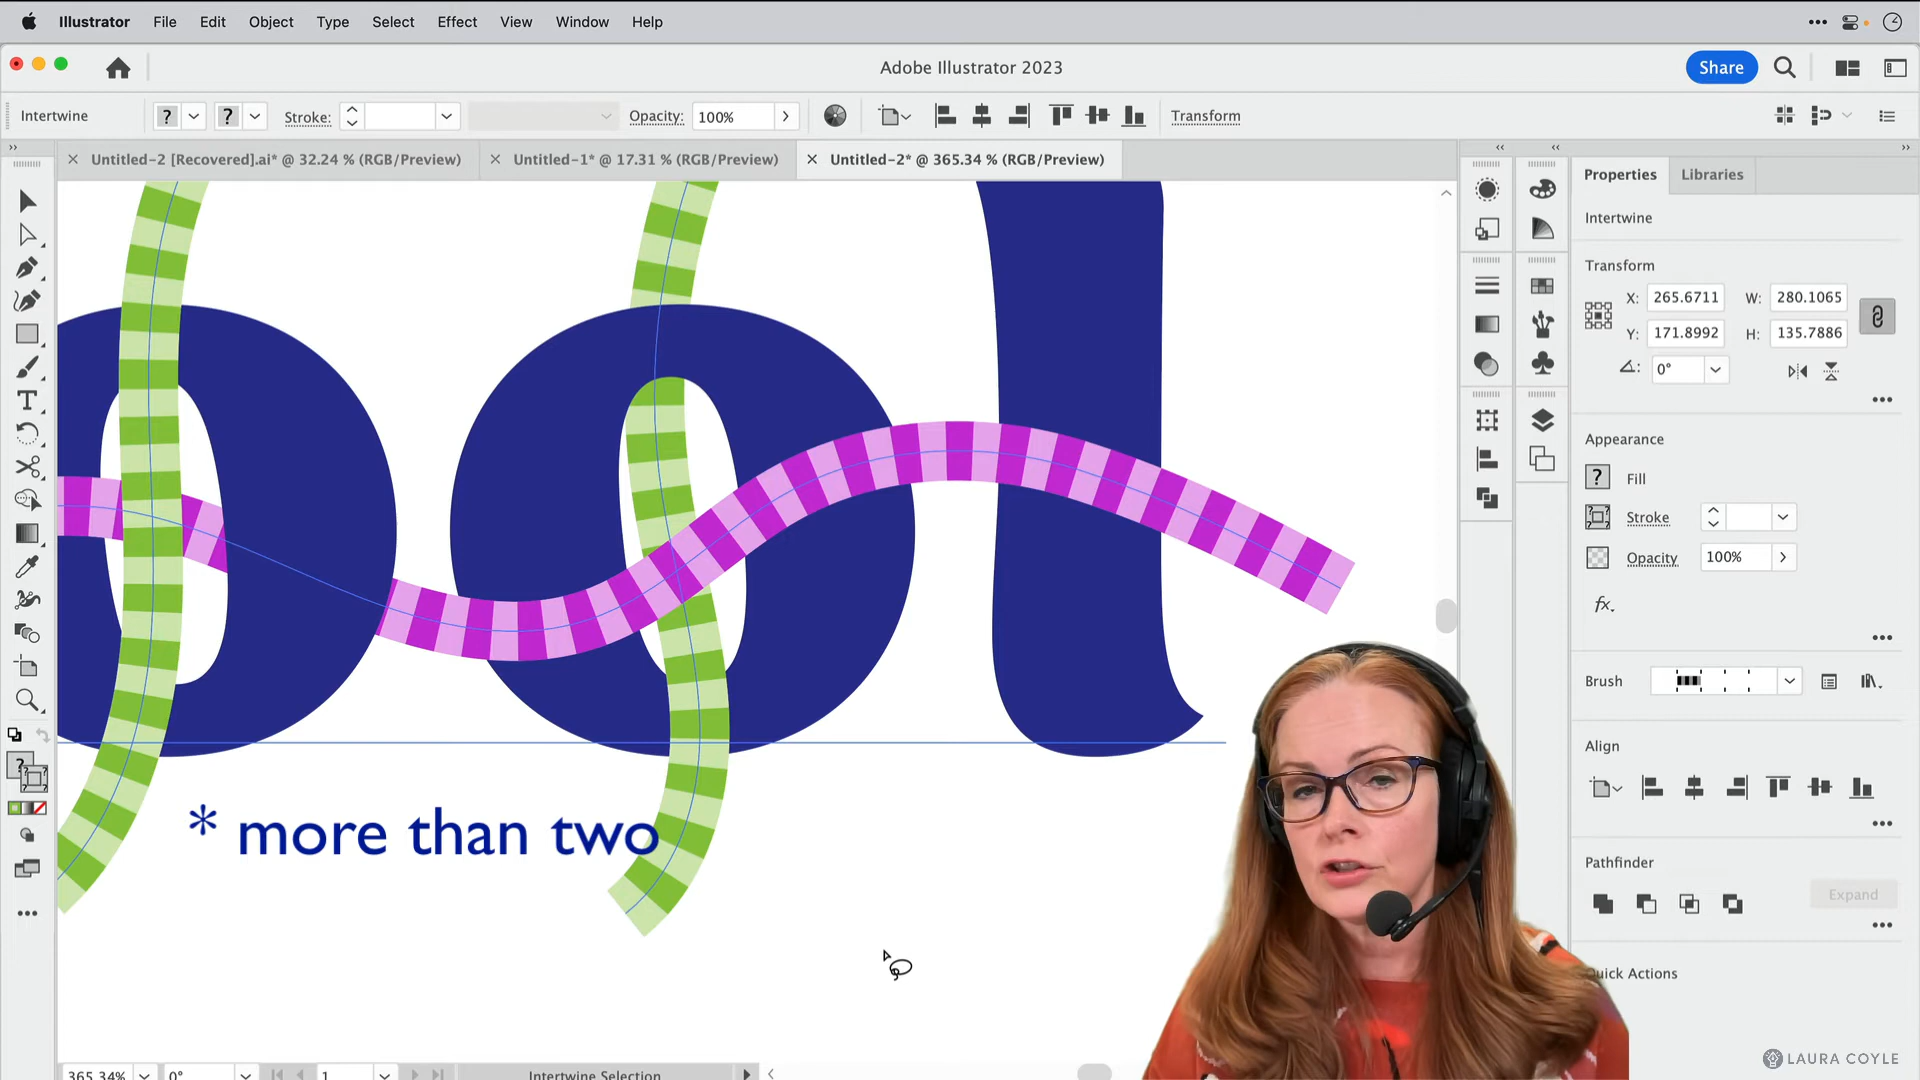 Illustrator File Edit Object Type Select Effect View Window Help
Adobe Illustrator 2023
Share
Intertwine ? ? Stroke: Opacity: 100% Transform
Untitled-2 [Recovered].ai* @ 32.24 % (RGB/Preview) Untitled-1* @ 17.31 % (RGB/Preview) Untitled-2* @ 365.34 % (RGB/Preview)
Properties Libraries
Intertwine
Transform
X: 265.6711 W: 280.1065
Y: 171.8992 H: 135.7886
0°
Appearance
? Fill
Stroke
Opacity 100%
fx.
Brush
Align
Pathfinder
Expand
Quick Actions
ool
* more than two
365.34% 0° 1 Intertwine Selection
LAURA COYLE